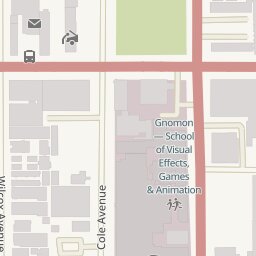 Gnomon
— School
of Visual
Effects,
Games
& Animation
Cole Avenue
Wilcox Avenue